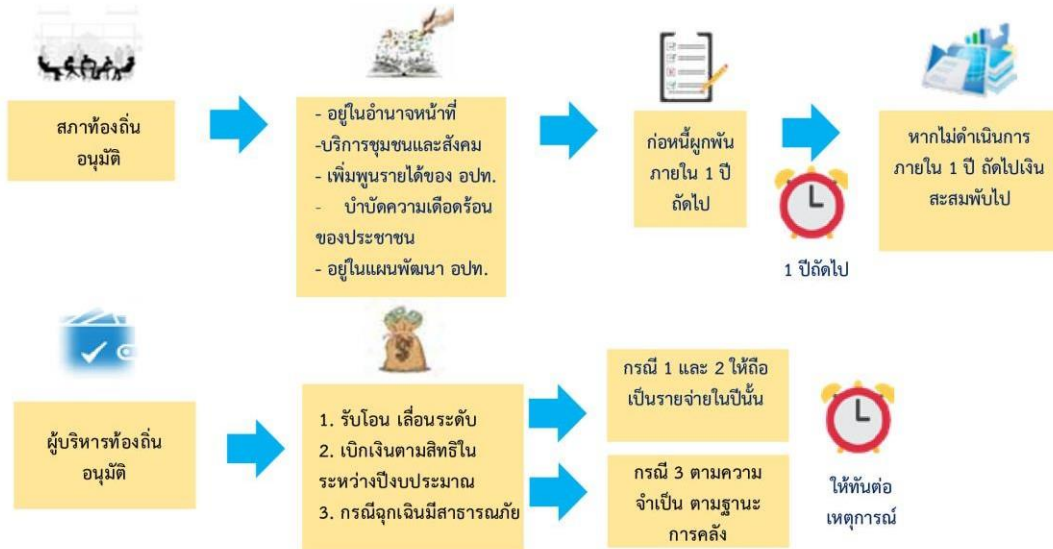 สภาท้องถิ่น
อนุมัติ
- อยู่ในอำนาจหน้าที่
-บริการชุมชนและสังคม
- เพิ่มพูนรายได้ของ อปท.
- บำบัดความเดือดร้อน
ของประชาชน
- อยู่ในแผนพัฒนา อปท.
ก่อหนี้ผูกพัน
ภายใน 1 ปี
ถัดไป
1 ปีถัดไป
หากไม่ดำเนินการ
ภายใน 1 ปี ถัดไปเงิน
สะสมพับไป
ผู้บริหารท้องถิ่น
อนุมัติ
1. รับโอน เลื่อนระดับ
2. เบิกเงินตามสิทธิใน
ระหว่างปีงบประมาณ
3. กรณีฉุกเฉินมีสาธารณภัย
กรณี 1 และ 2 ให้ถือ
เป็นรายจ่ายในปีนั้น
กรณี 3 ตามความ
จำเป็น ตามฐานะ
การคลัง
ให้ทันต่อ
เหตุการณ์